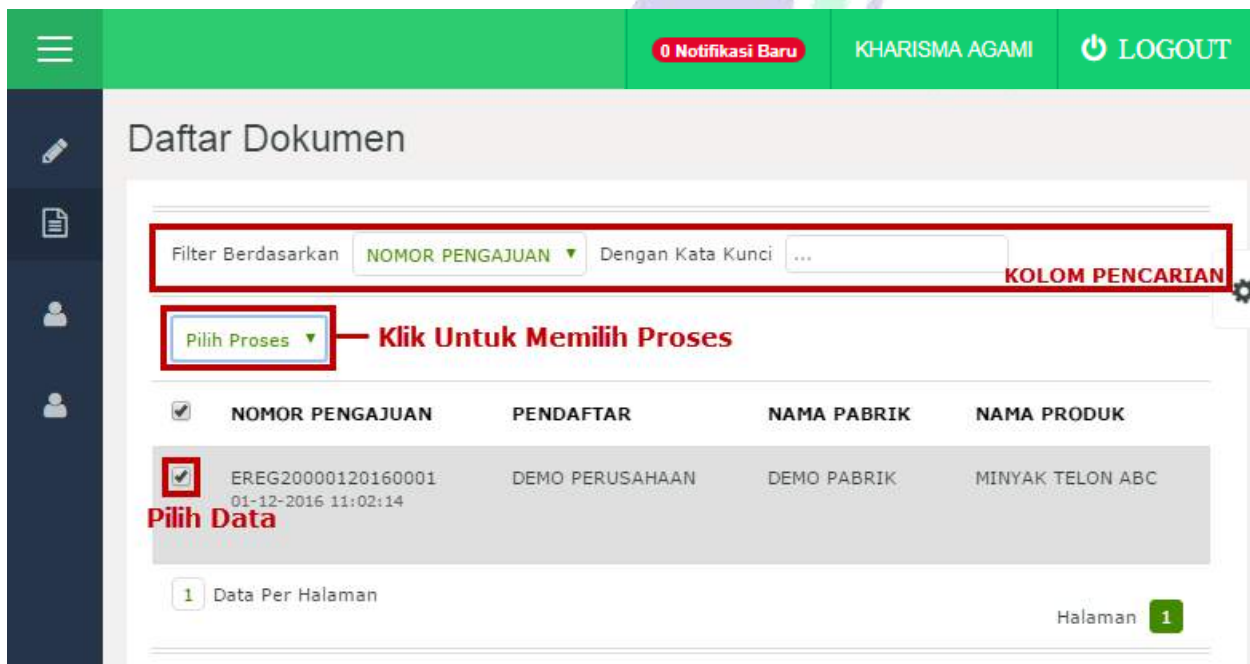 0 Notifikasi Baru KHARISMA AGAMI LOGOUT
Daftar Dokumen
Filter Berdasarkan NOMOR PENGAJUAN Dengan Kata Kunci ...
KOLOM PENCARIAN
Pilih Proses Klik Untuk Memilih Proses
NOMOR PENGAJUAN PENDAFTAR NAMA PABRIK NAMA PRODUK
EREG200000120160001 DEMO PERUSAHAAN DEMO PABRIK MINYAK TELON ABC
01-12-2016 11:02:14
Pilih Data
1 Data Per Halaman
Halaman 1